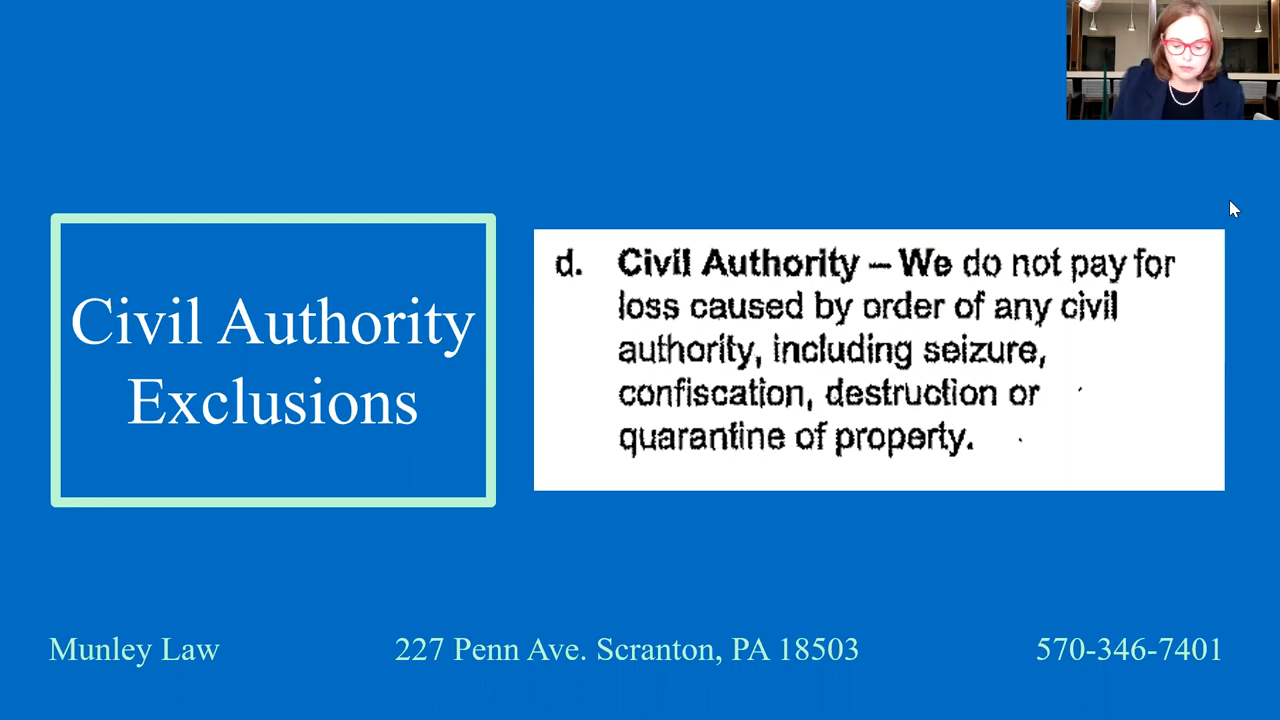 Civil Authority
Exclusions
d. Civil Authority – We do not pay for
loss caused by order of any civil
authority, including seizure,
confiscation, destruction or
quarantine of property.
Munley Law 227 Penn Ave. Scranton, PA 18503 570-346-7401